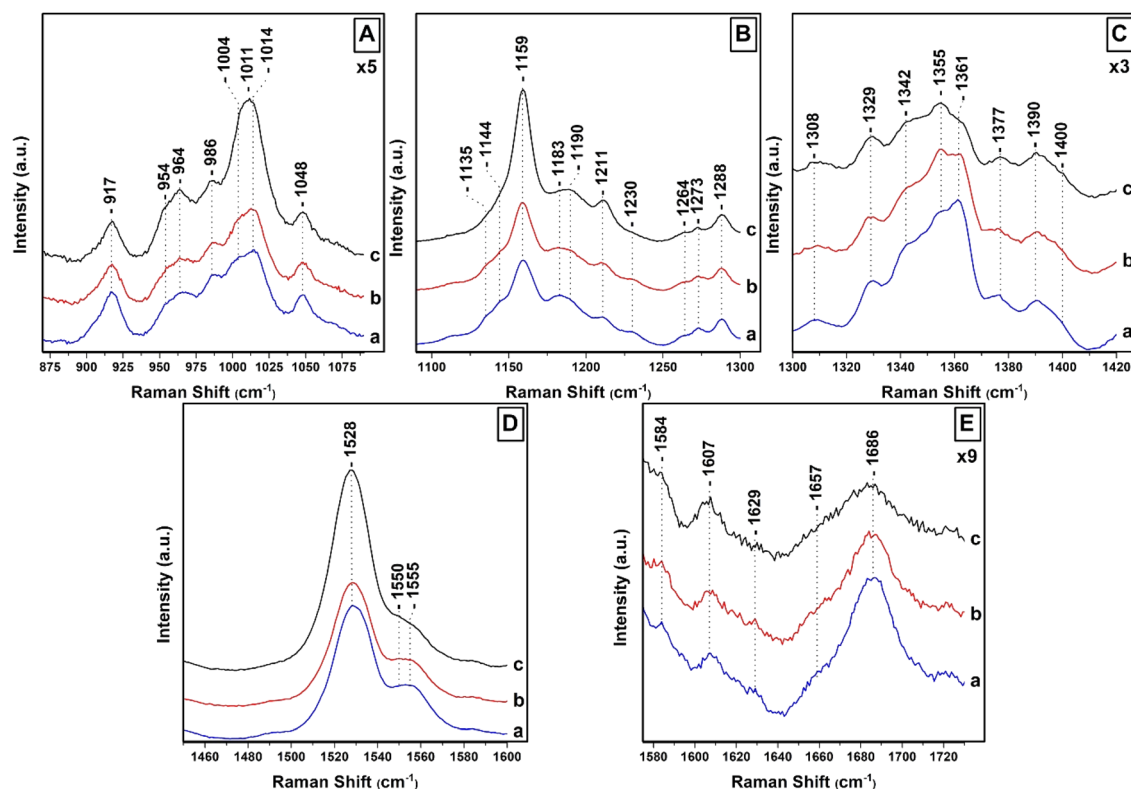 A
x5
917
954
964
986
1004
1011
1014
1048
c
b
a
Intensity (a.u.)
875 900 925 950 975 1000 1025 1050 1075
Raman Shift (cm⁻¹)
B
1135
1144
1159
1183
1190
1211
1230
1264
1273
1288
c
b
a
Intensity (a.u.)
1100 1150 1200 1250 1300
Raman Shift (cm⁻¹)
C
x3
1308
1329
1342
1355
1361
1377
1390
1400
c
b
a
Intensity (a.u.)
1300 1320 1340 1360 1380 1400 1420
Raman Shift (cm⁻¹)
D
1528
1550
1555
c
b
a
Intensity (a.u.)
1460 1480 1500 1520 1540 1560 1580 1600
Raman Shift (cm⁻¹)
E
x9
1584
1607
1629
1657
1686
c
b
a
Intensity (a.u.)
1580 1600 1620 1640 1660 1680 1700 1720
Raman Shift (cm⁻¹)